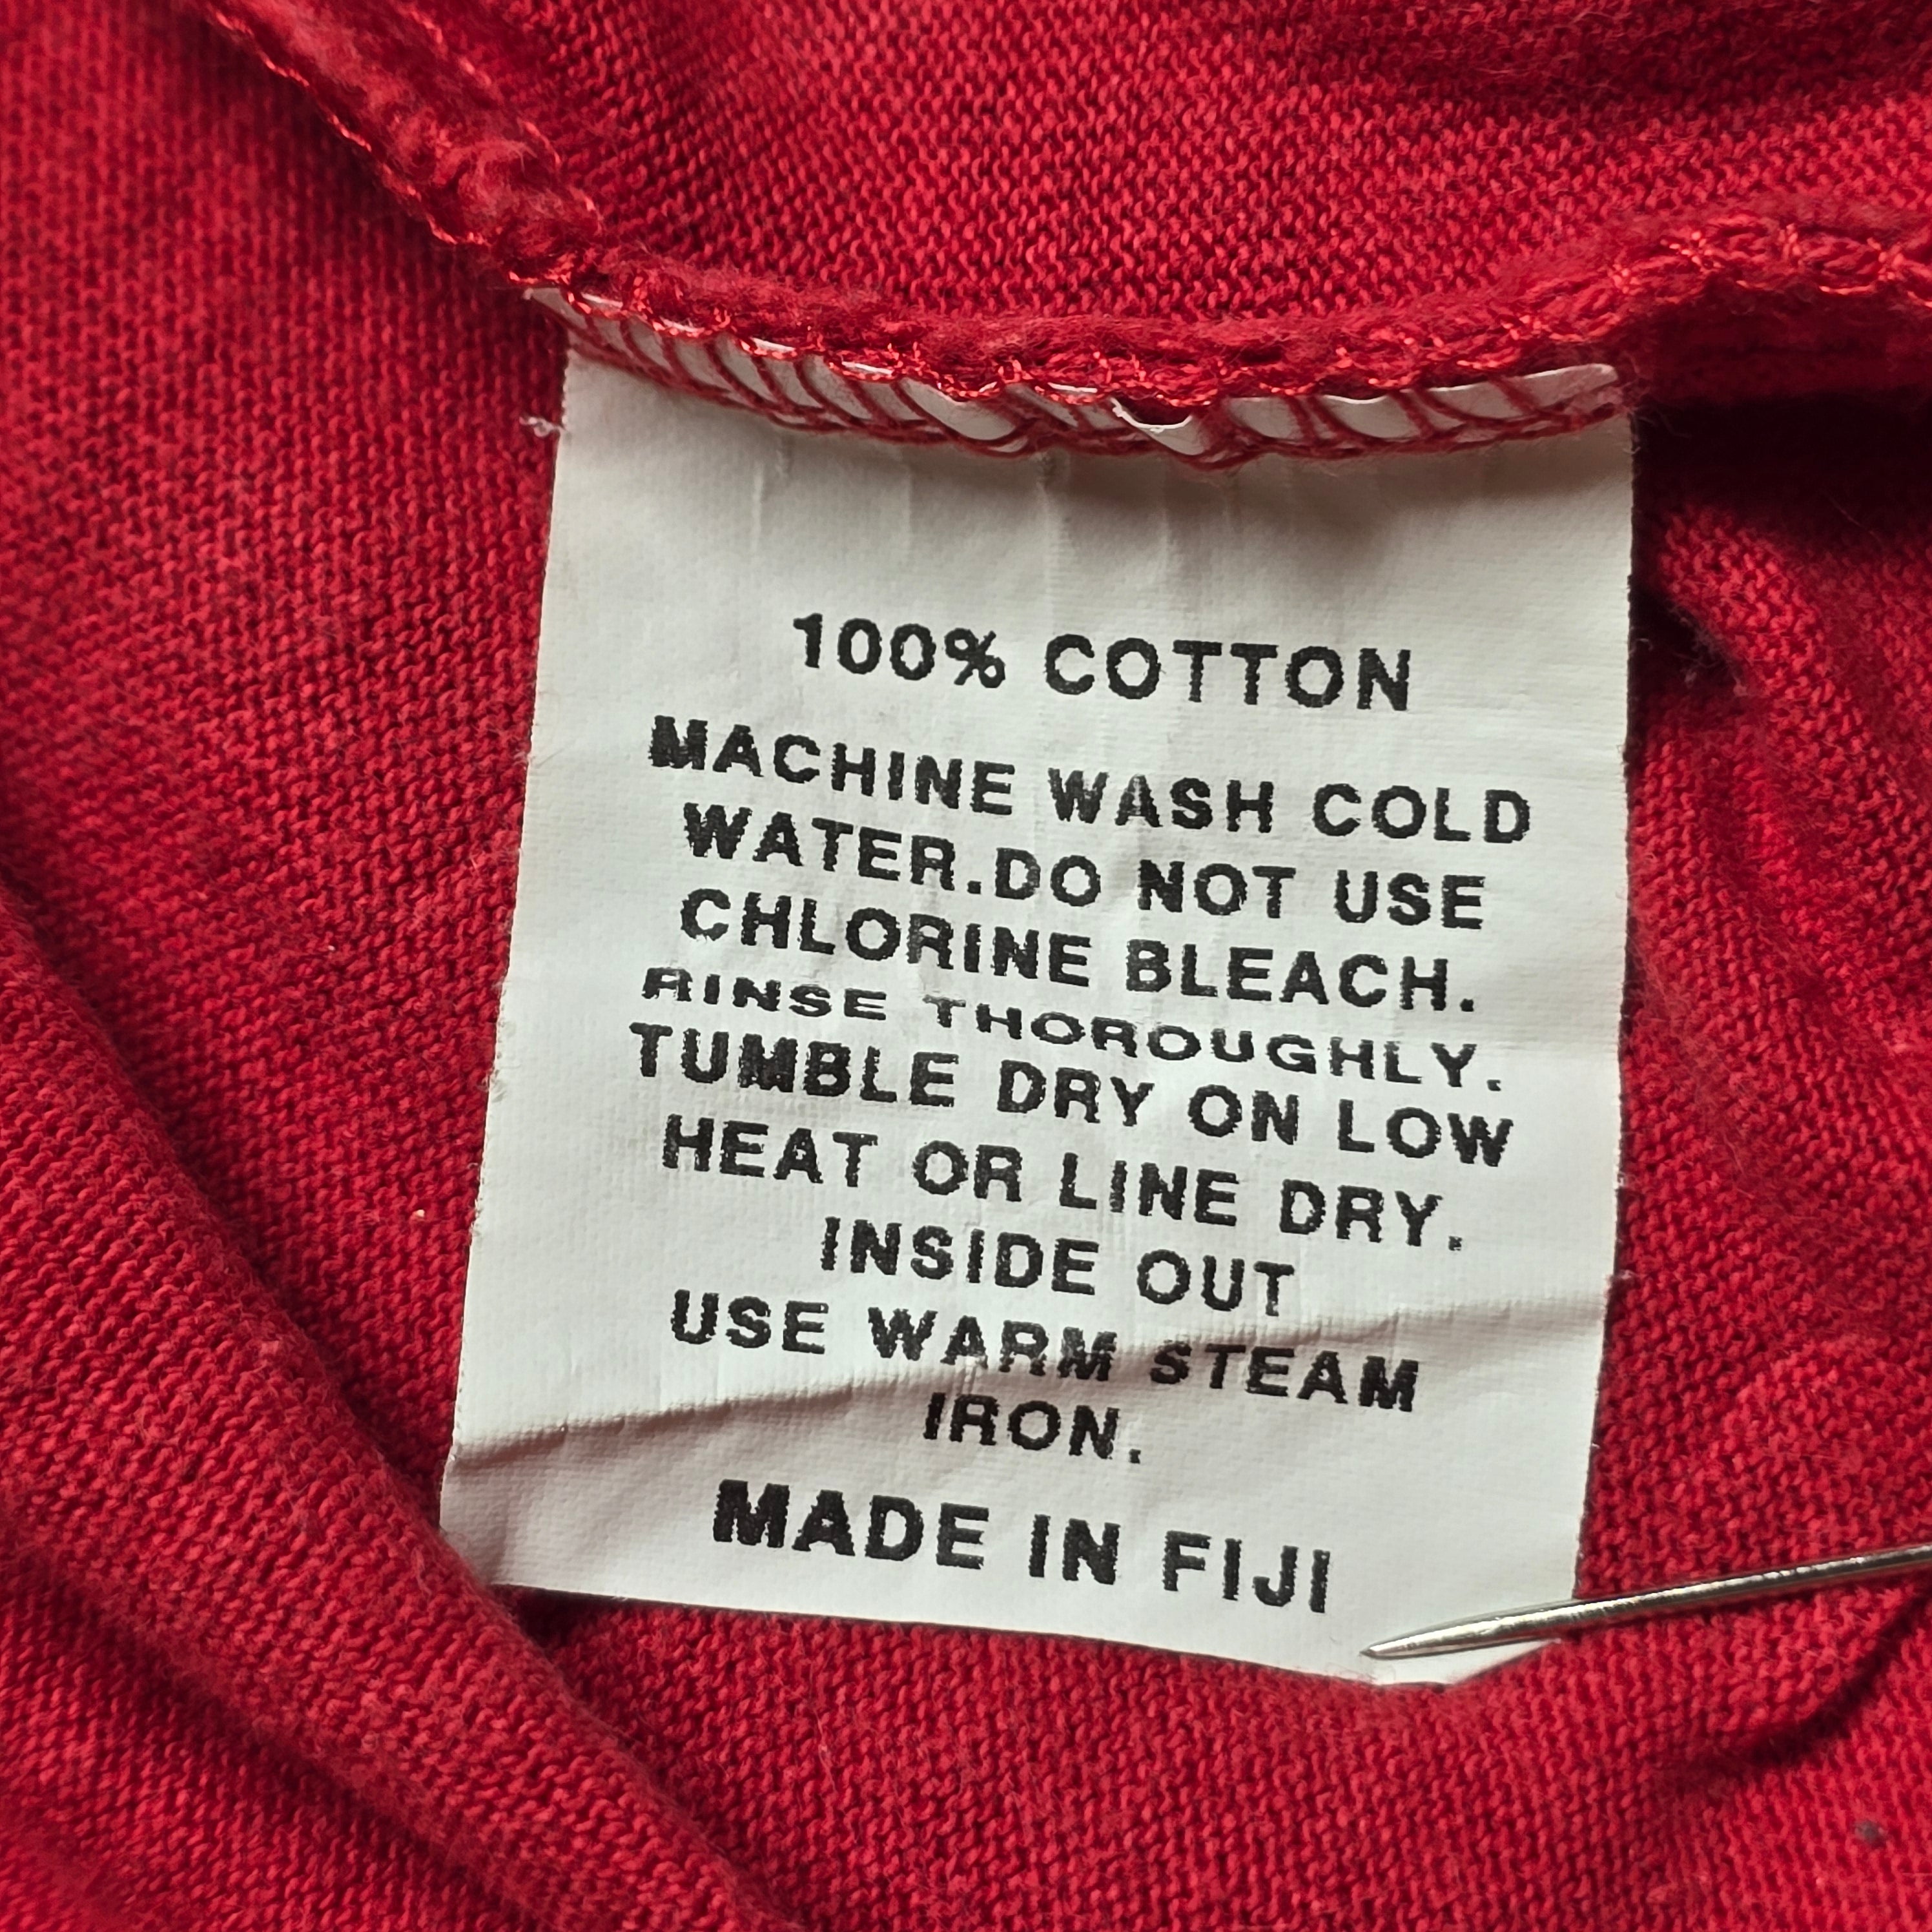 100% COTTON
MACHINE WASH COLD
WATER.DO NOT USE
CHLORINE BLEACH.
RINSE THOROUGHLY.
TUMBLE DRY ON LOW
HEAT OR LINE DRY.
INSIDE OUT
USE WARM STEAM
IRON.
MADE IN FIJI